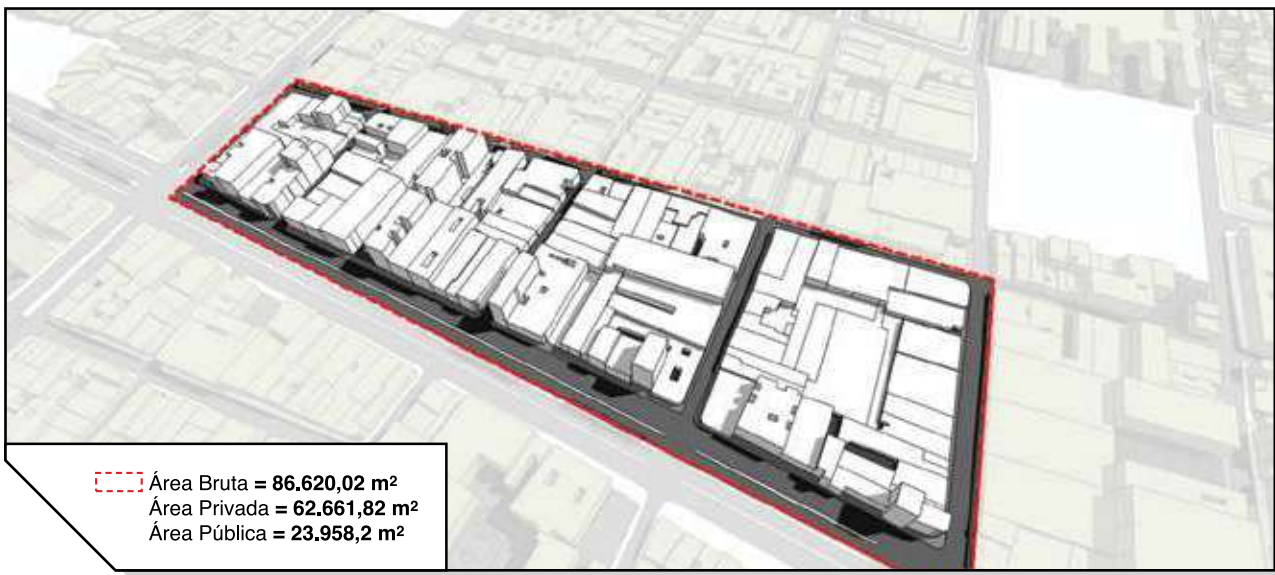 Área Bruta = 86.620,02 m²
Área Privada = 62.661,82 m²
Área Pública = 23.958,2 m²